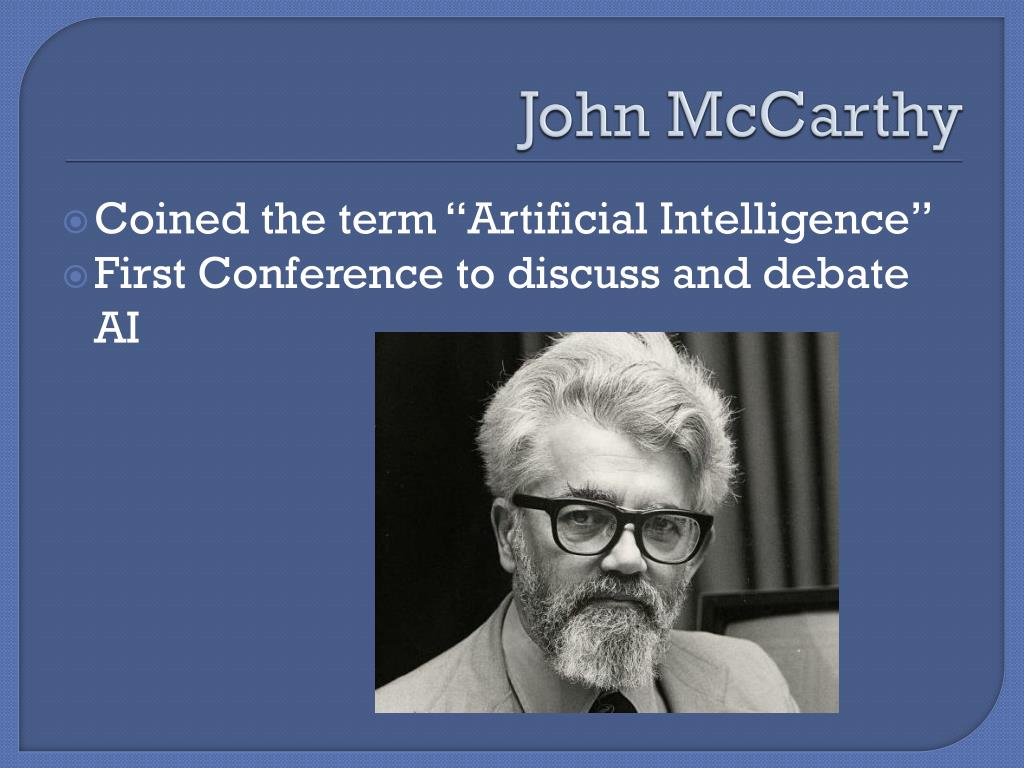 John McCarthy
Coined the term “Artificial Intelligence”
First Conference to discuss and debate
AI